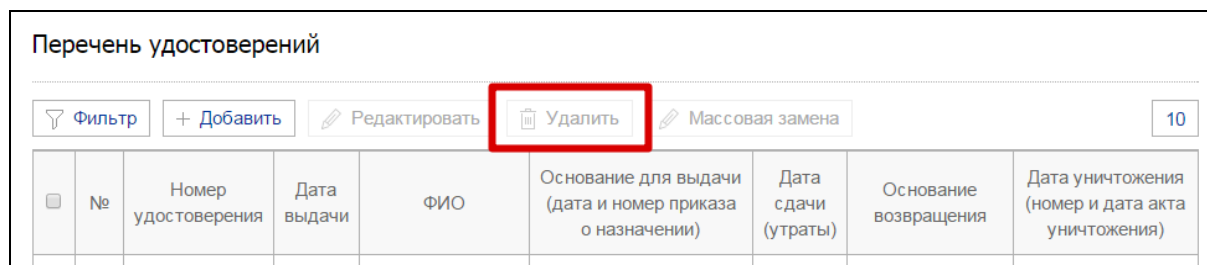 Перечень удостоверений
Фильтр + Добавить Редактировать Удалить Массовая замена 10
№ Номер удостоверения Дата выдачи ФИО Основание для выдачи (дата и номер приказа о назначении) Дата сдачи (утраты) Основание возвращения Дата уничтожения (номер и дата акта уничтожения)